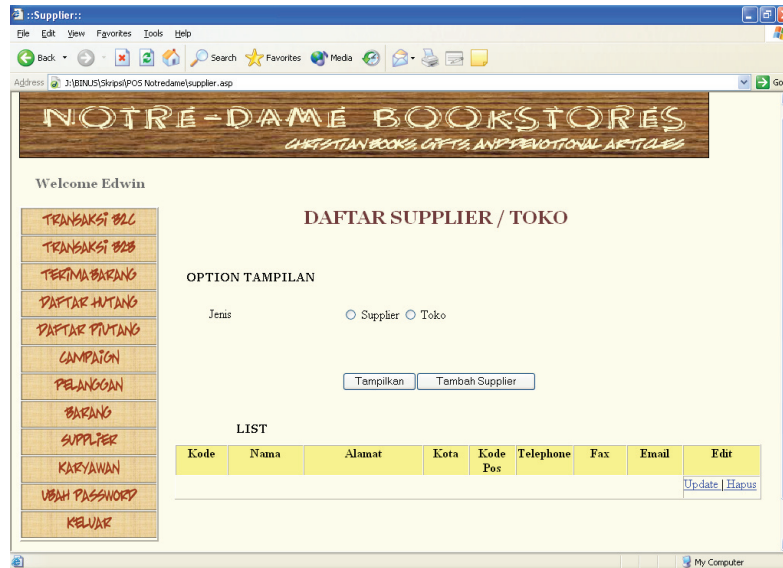 ::Supplier::
File Edit View Favorites Tools Help
Back Search Favorites Media
Address J:\BINUS\Skripsi\POS Notredame\supplier.asp Go
NOTRE-DAME BOOKSTORES
CHRISTIAN BOOKS, GIFTS, AND DEVOTIONAL ARTICLES
Welcome Edwin
DAFTAR SUPPLIER / TOKO
TRANSAKSI B2C
TRANSAKSI B2B
TERIMA BARANG
DAFTAR HUTANG
DAFTAR PIUTANG
CAMPAIGN
PELANGGAN
BARANG
SUPPLIER
KARYAWAN
UBAH PASSWORD
KELUAR
OPTION TAMPILAN
Jenis Supplier Toko
Tampilkan Tambah Supplier
LIST
Kode Nama Alamat Kota Kode Pos Telephone Fax Email Edit
Update | Hapus
My Computer